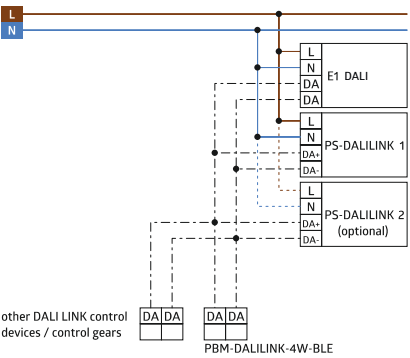 L
N
L
N
DA
DA
E1 DALI
L
N
DA+
DA-
PS-DALILINK 1
L
N
DA+
DA-
PS-DALILINK 2
(optional)
other DALI LINK control
devices / control gears
DA DA
DA DA
PBM-DALILINK-4W-BLE